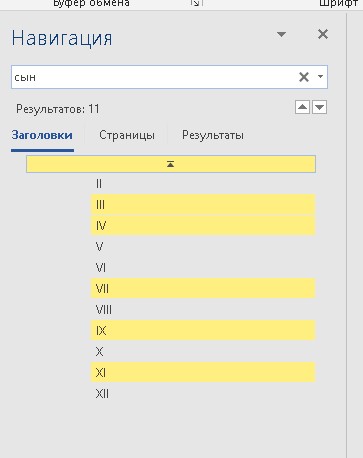 Буфер обмена Шрифт
Навигация
сын
Результатов: 11
Заголовки Страницы Результаты
II
III
IV
V
VI
VII
VIII
IX
X
XI
XII